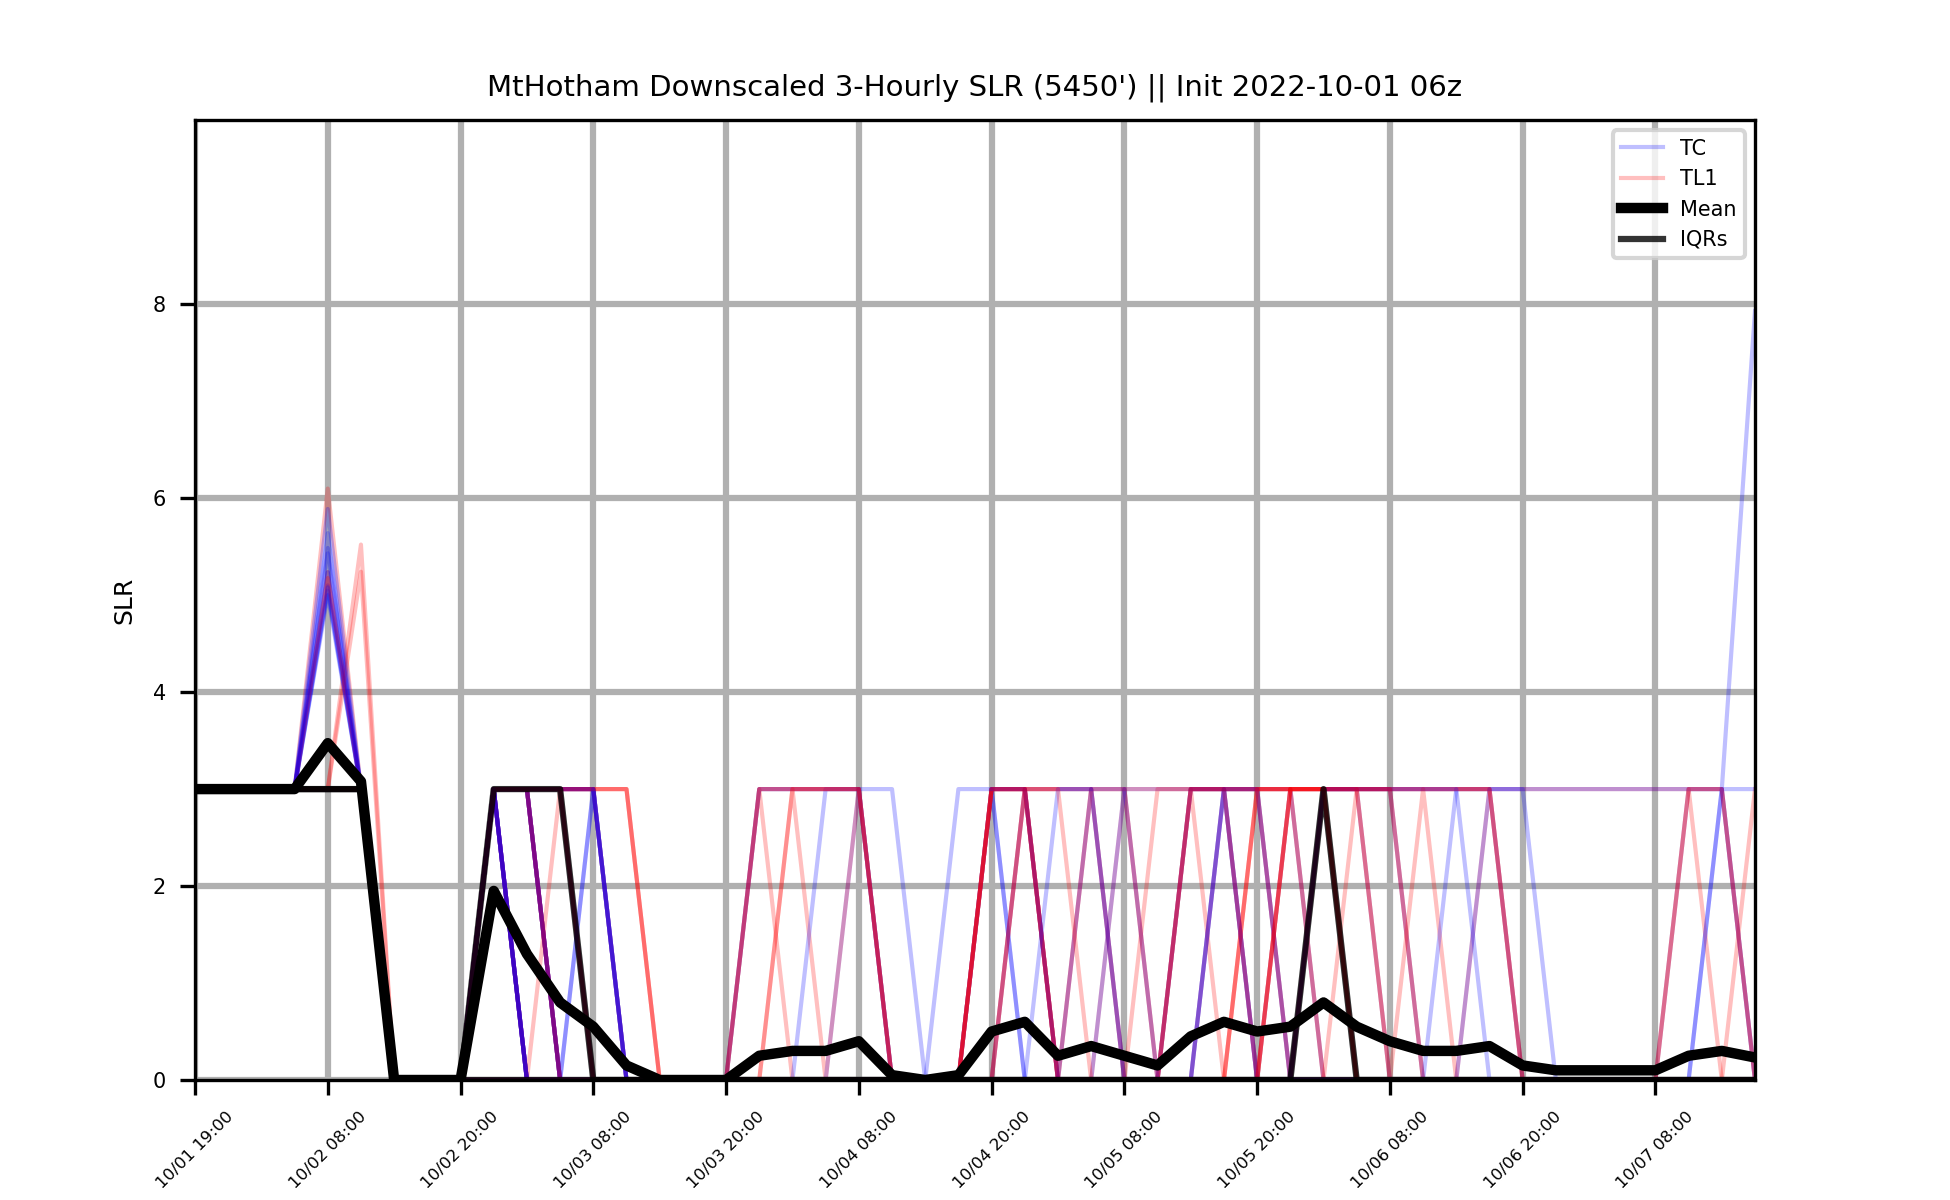 MtHotham Downscaled 3-Hourly SLR (5450') || Init 2022-10-01 06z
TC
TL1
Mean
IQRs
SLR
8
6
4
2
0
10/01 19:00
10/02 08:00
10/02 20:00
10/03 08:00
10/03 20:00
10/04 08:00
10/04 20:00
10/05 08:00
10/05 20:00
10/06 08:00
10/06 20:00
10/07 08:00